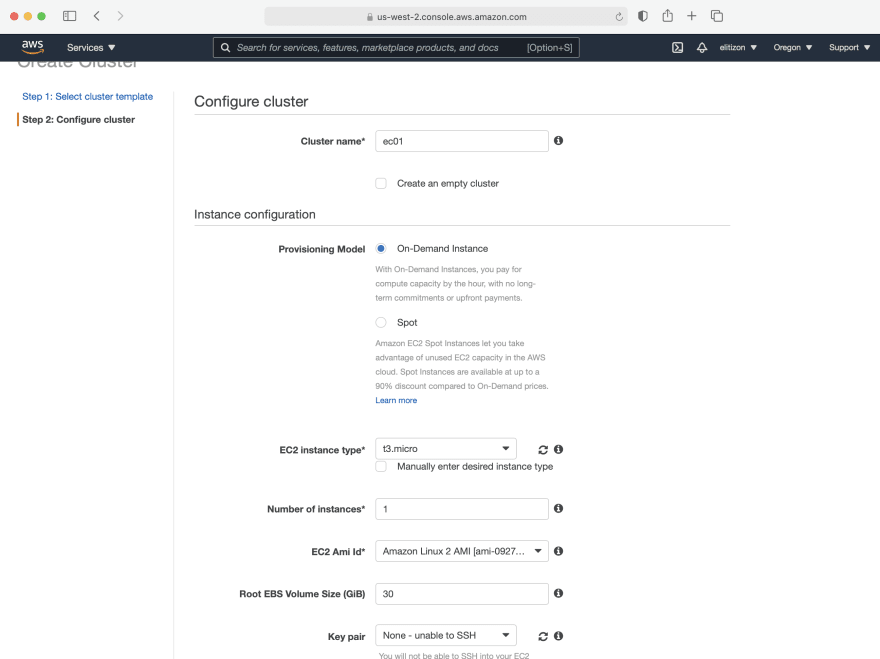 us-west-2.console.aws.amazon.com
aws Services Search for services, features, marketplace products, and docs [Option+S] elitizon Oregon Support
Create Cluster
Step 1: Select cluster template
Step 2: Configure cluster
Configure cluster
Cluster name* ec01
Create an empty cluster
Instance configuration
Provisioning Model On-Demand Instance
With On-Demand Instances, you pay for
compute capacity by the hour, with no long-
term commitments or upfront payments.
Spot
Amazon EC2 Spot Instances let you take
advantage of unused EC2 capacity in the AWS
cloud. Spot Instances are available at up to a
90% discount compared to On-Demand prices.
Learn more
EC2 instance type* t3.micro
Manually enter desired instance type
Number of instances* 1
EC2 Ami Id* Amazon Linux 2 AMI [ami-0927...
Root EBS Volume Size (GiB) 30
Key pair None - unable to SSH
You will not be able to SSH into your EC2